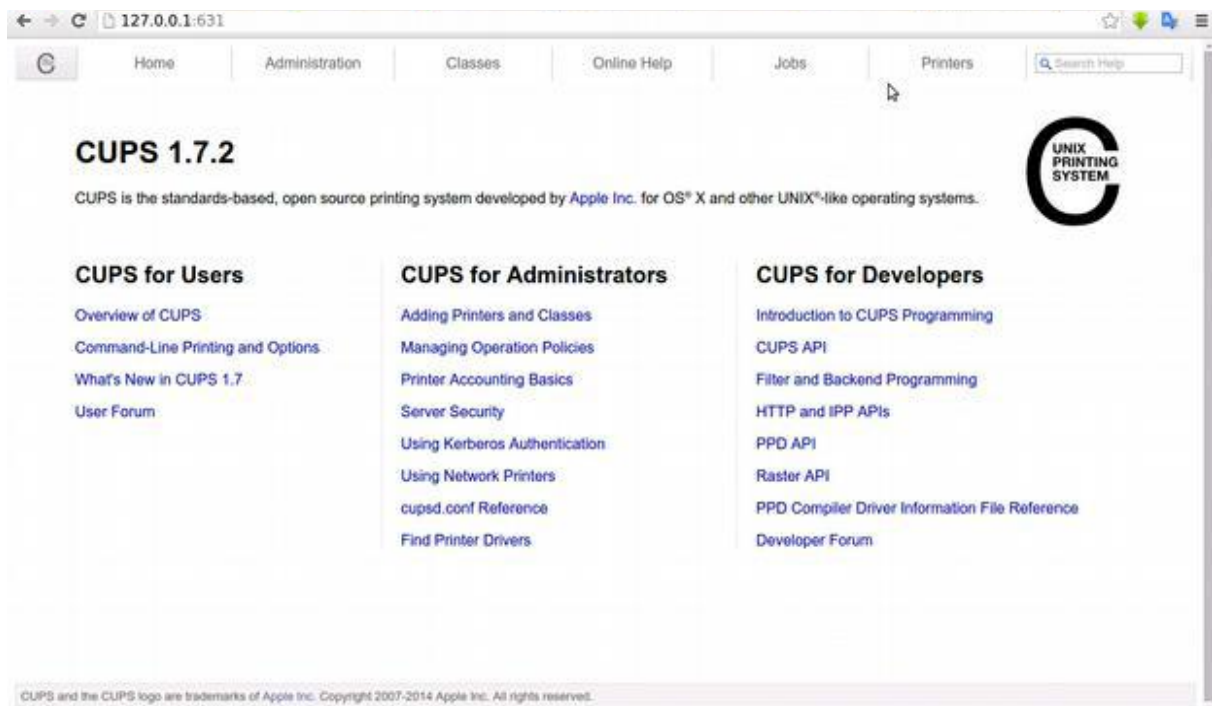 127.0.0.1:631
Home Administration Classes Online Help Jobs Printers Search Help
CUPS 1.7.2
UNIX
PRINTING
SYSTEM
CUPS is the standards-based, open source printing system developed by Apple Inc. for OS® X and other UNIX®-like operating systems.
CUPS for Users
Overview of CUPS
Command-Line Printing and Options
What's New in CUPS 1.7
User Forum
CUPS for Administrators
Adding Printers and Classes
Managing Operation Policies
Printer Accounting Basics
Server Security
Using Kerberos Authentication
Using Network Printers
cupsd.conf Reference
Find Printer Drivers
CUPS for Developers
Introduction to CUPS Programming
CUPS API
Filter and Backend Programming
HTTP and IPP APIs
PPD API
Raster API
PPD Compiler Driver Information File Reference
Developer Forum
CUPS and the CUPS logo are trademarks of Apple Inc. Copyright 2007-2014 Apple Inc. All rights reserved.